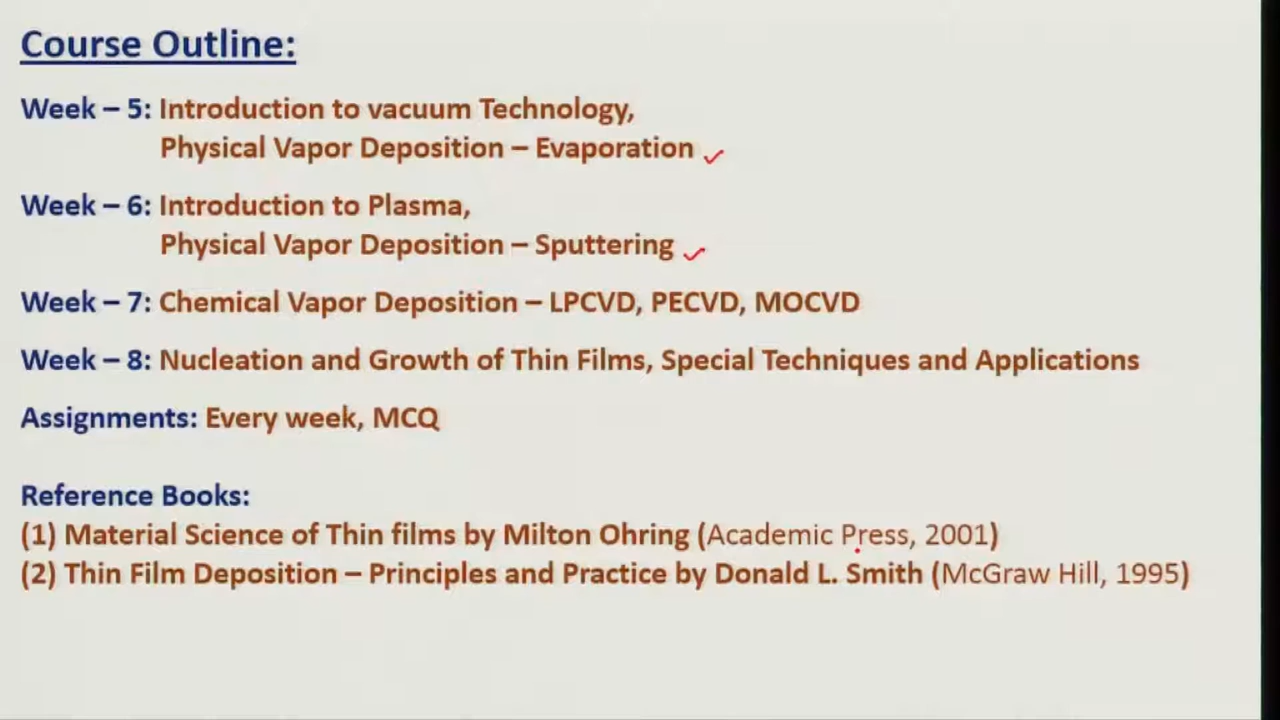 Course Outline:
Week – 5: Introduction to vacuum Technology,
Physical Vapor Deposition – Evaporation
Week – 6: Introduction to Plasma,
Physical Vapor Deposition – Sputtering
Week – 7: Chemical Vapor Deposition – LPCVD, PECVD, MOCVD
Week – 8: Nucleation and Growth of Thin Films, Special Techniques and Applications
Assignments: Every week, MCQ
Reference Books:
(1) Material Science of Thin films by Milton Ohring (Academic Press, 2001)
(2) Thin Film Deposition – Principles and Practice by Donald L. Smith (McGraw Hill, 1995)